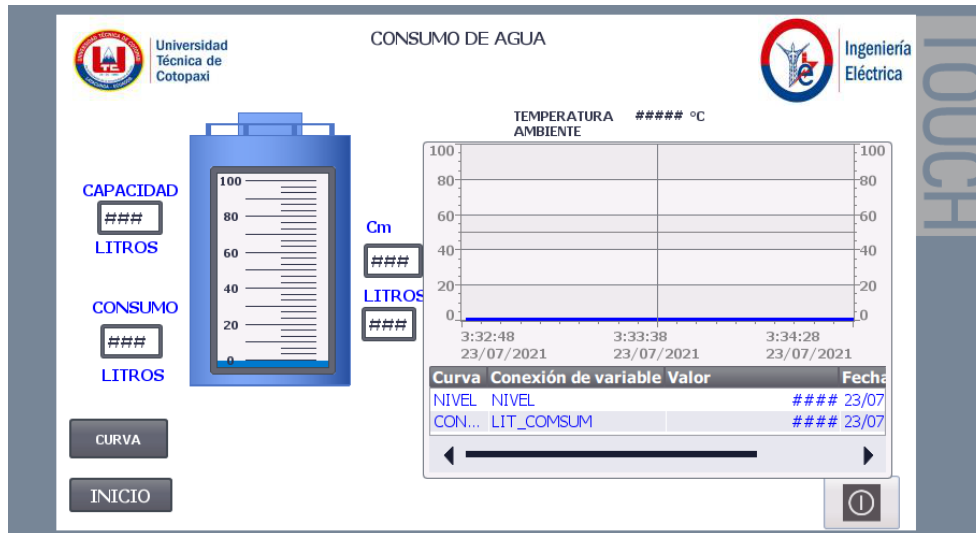 CONSUMO DE AGUA
Universidad
Técnica de
Cotopaxi
Ingeniería
Eléctrica
TOUCH
TEMPERATURA ##### °C
AMBIENTE
CAPACIDAD
###
LITROS
CONSUMO
###
LITROS
100
80
60
40
20
0
Cm
###
LITROS
###
100 100
80 80
60 60
40 40
20 20
0 0
3:32:48 3:33:38 3:34:28
23/07/2021 23/07/2021 23/07/2021
Curva Conexión de variable Valor Fecha
NIVEL NIVEL #### 23/07
CON... LIT_COMSUM #### 23/07
CURVA
INICIO